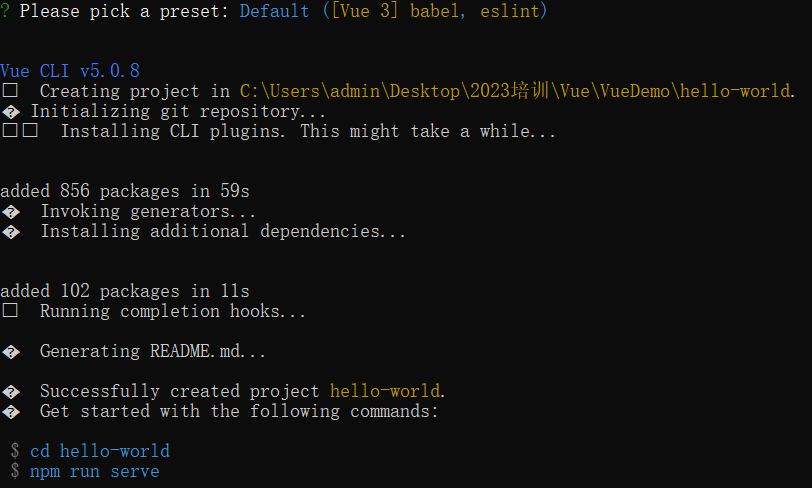 ? Please pick a preset: Default ([Vue 3] babel, eslint)
Vue CLI v5.0.8
□ Creating project in C:\Users\admin\Desktop\2023培训\Vue\VueDemo\hello-world.
� Initializing git repository...
□□ Installing CLI plugins. This might take a while...
added 856 packages in 59s
� Invoking generators...
� Installing additional dependencies...
added 102 packages in 11s
□ Running completion hooks...
� Generating README.md...
� Successfully created project hello-world.
� Get started with the following commands:
$ cd hello-world
$ npm run serve